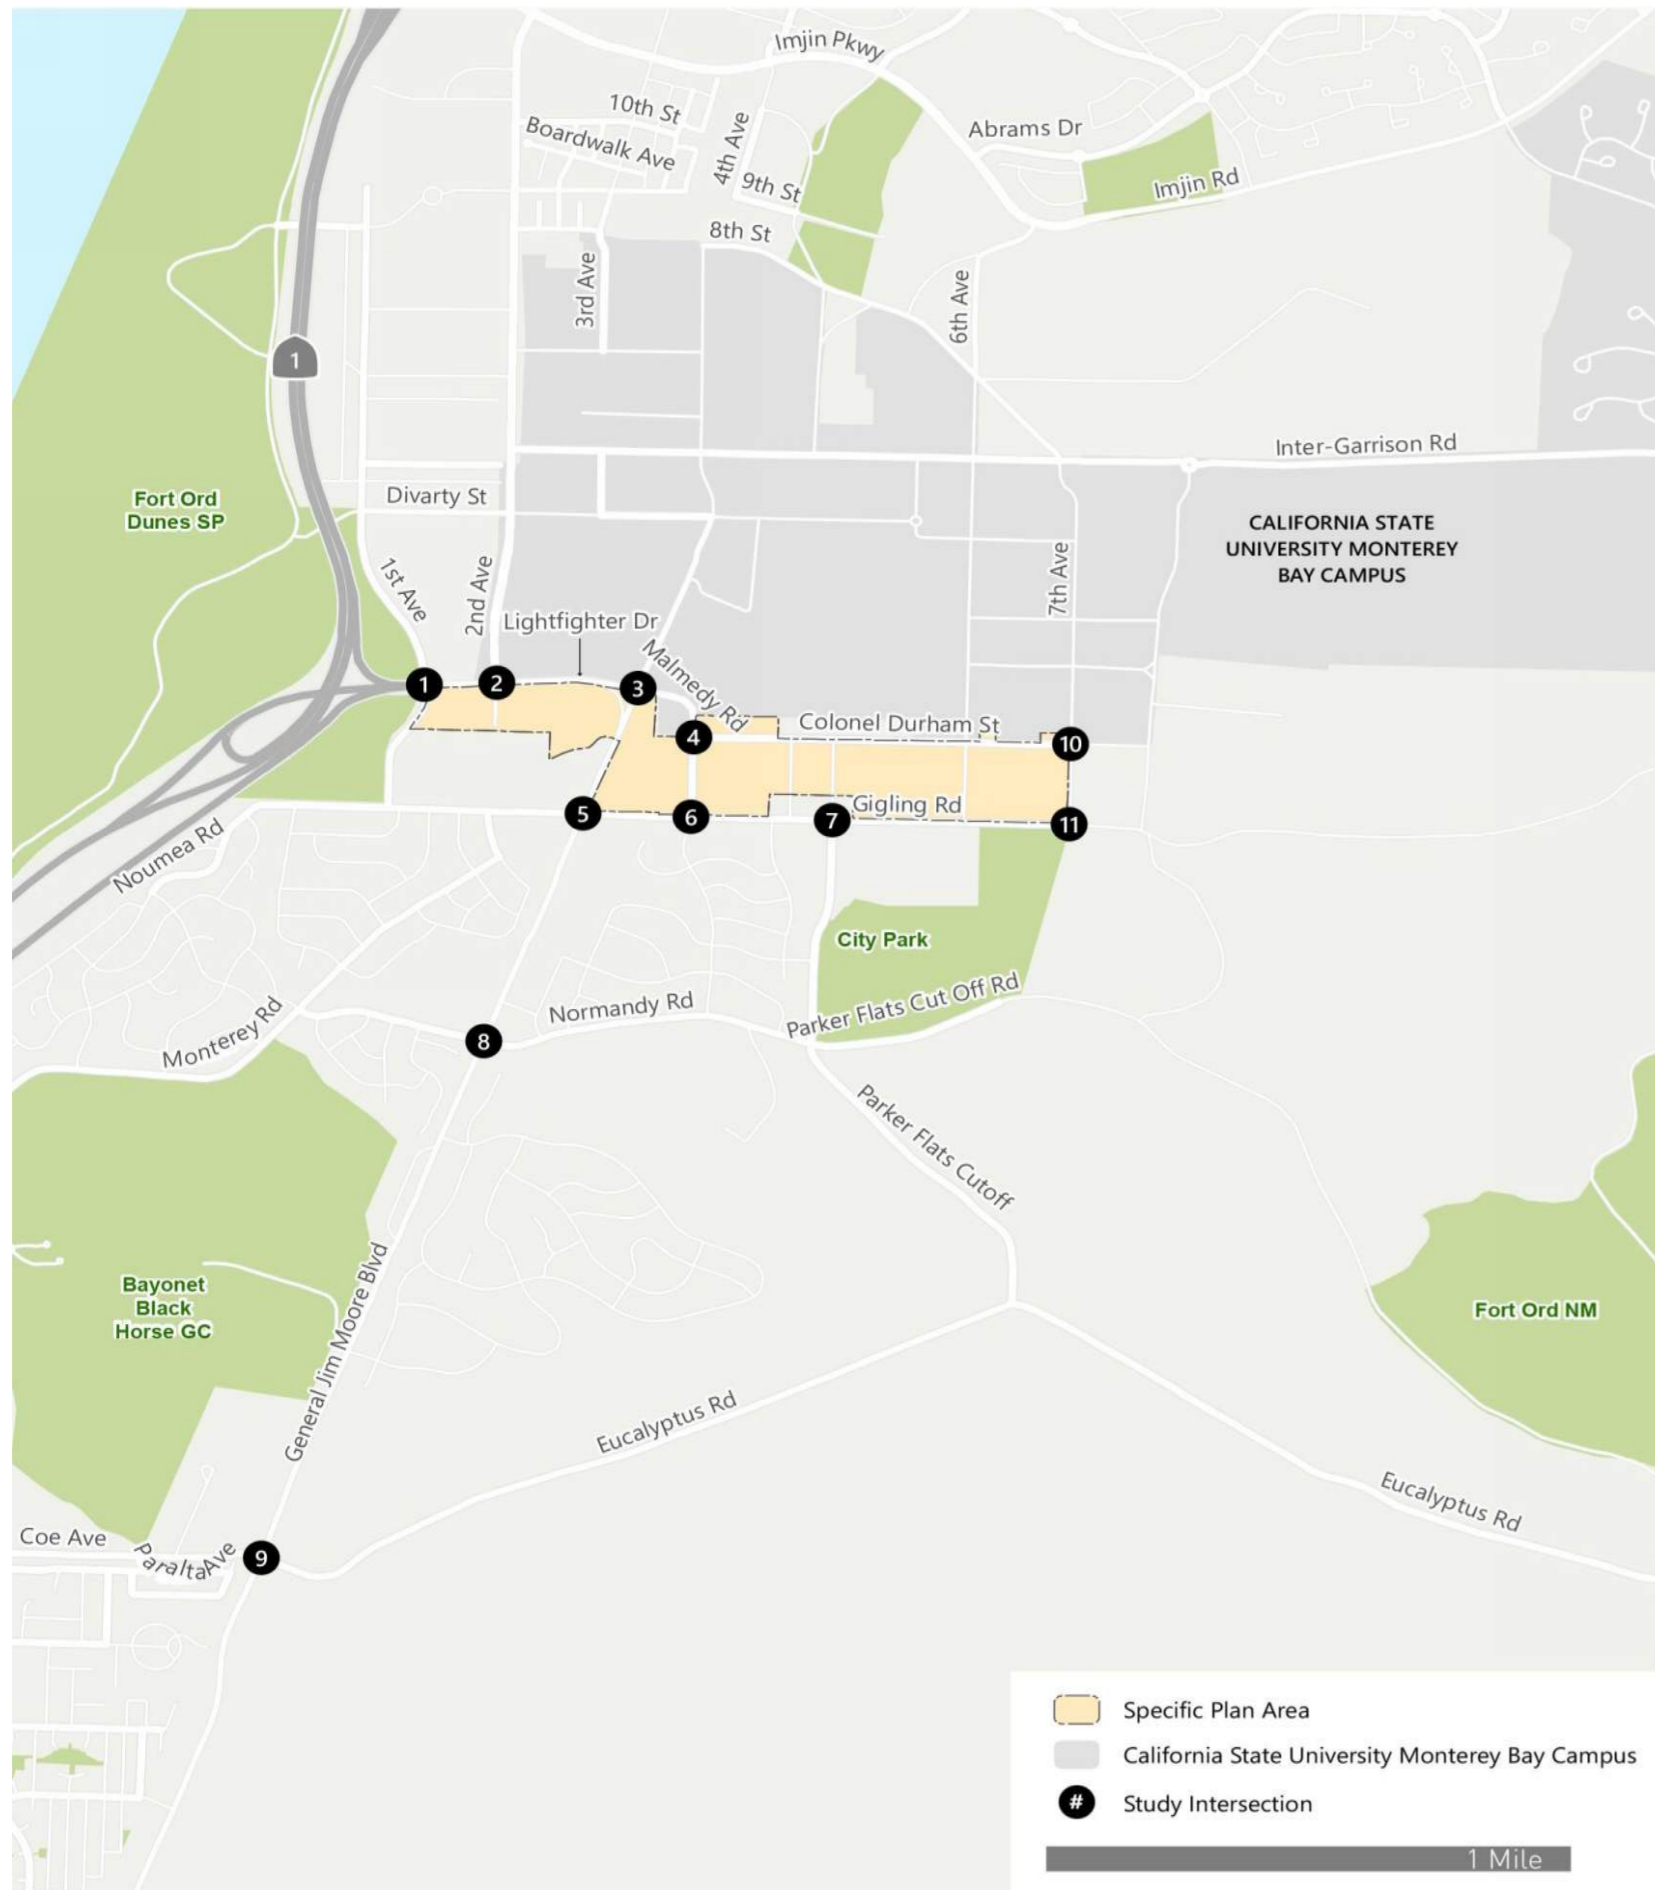 Imjin Pkwy
10th St
Boardwalk Ave
4th Ave
Abrams Dr
9th St
Imjin Rd
8th St
3rd Ave
6th Ave
1
Inter-Garrison Rd
Fort Ord
Dunes SP
Divarty St
CALIFORNIA STATE
UNIVERSITY MONTEREY
BAY CAMPUS
1st Ave
2nd Ave
7th Ave
Lightfighter Dr
Malmedy Rd
1
2
3
4
Colonel Durham St
10
5
6
7
Gigling Rd
11
Noumea Rd
City Park
Monterey Rd
8
Normandy Rd
Parker Flats Cut Off Rd
Parker Flats Cutoff
Bayonet
Black
Horse GC
General Jim Moore Blvd
Fort Ord NM
Eucalyptus Rd
Eucalyptus Rd
Coe Ave
ParaltaAve
9
Specific Plan Area
California State University Monterey Bay Campus
# Study Intersection
1 Mile